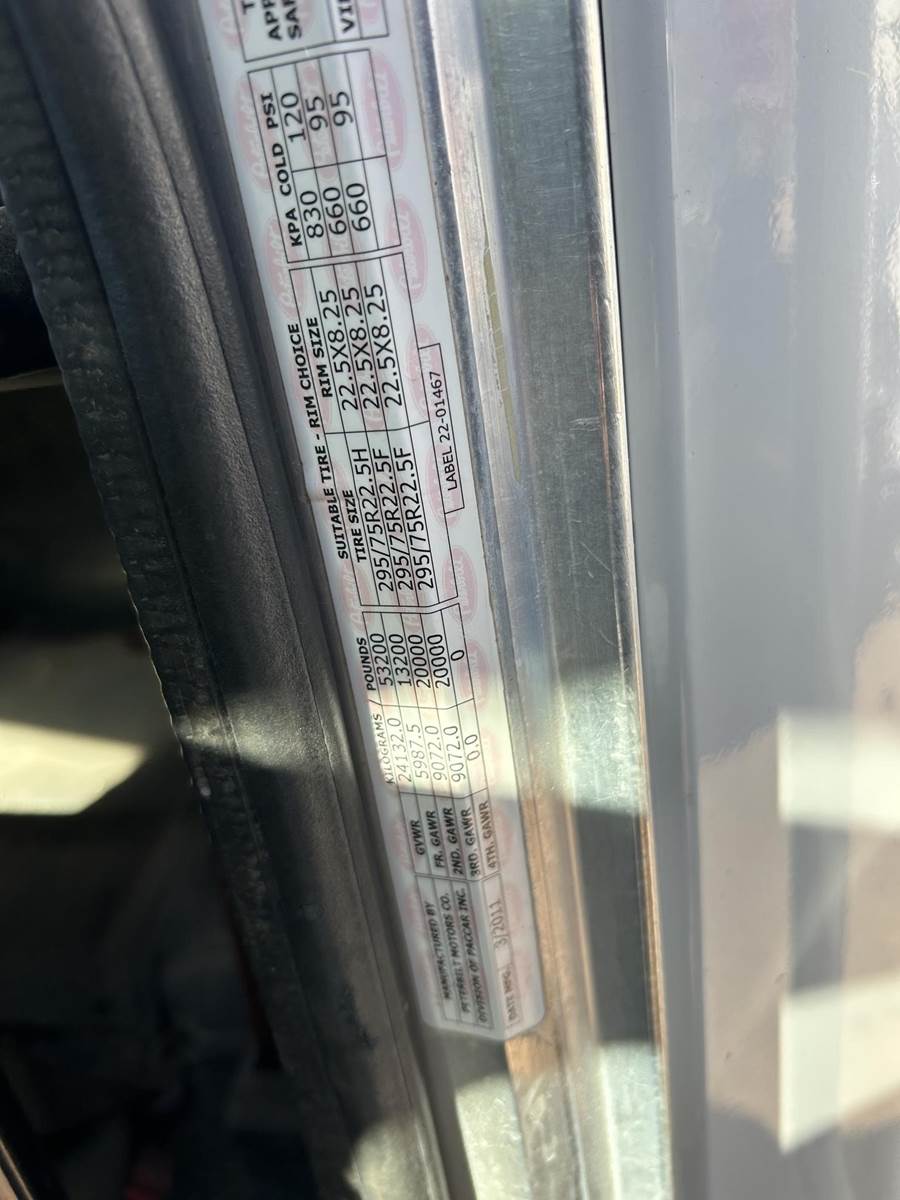 MANUFACTURED BY
PETERBILT MOTORS CO.
DIVISION OF PACCAR INC.
DATE MFG. 3/2011
KILOGRAMS POUNDS
GVWR 24132.0 53200
FR. GAWR 5987.5 13200
2ND. GAWR 9072.0 20000
3RD. GAWR 9072.0 20000
4TH. GAWR 0.0 0
SUITABLE TIRE - RIM CHOICE
TIRE SIZE RIM SIZE KPA COLD PSI
295/75R22.5H 22.5X8.25 830 120
295/75R22.5F 22.5X8.25 660 95
295/75R22.5F 22.5X8.25 660 95
LABEL 22-01467